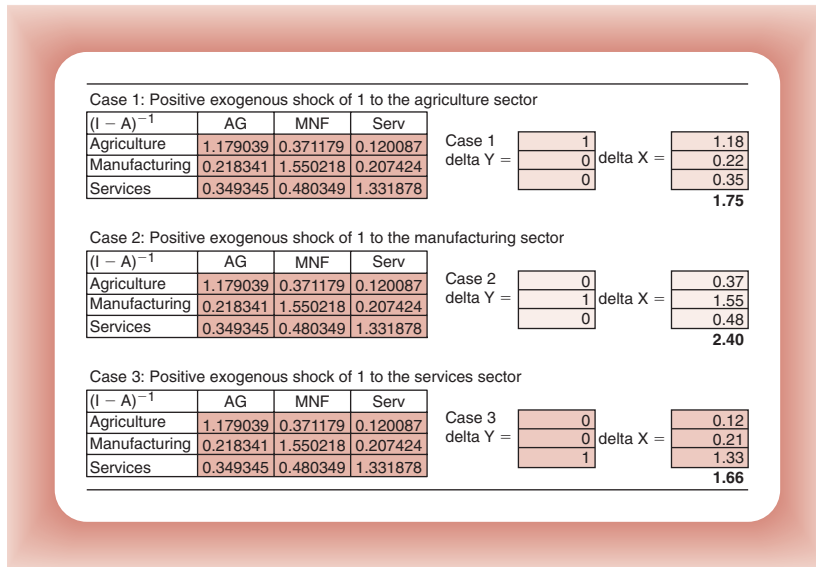 Case 1: Positive exogenous shock of 1 to the agriculture sector
(I − A)⁻¹ AG MNF Serv
Agriculture 1.179039 0.371179 0.120087
Manufacturing 0.218341 1.550218 0.207424
Services 0.349345 0.480349 1.331878
Case 1
delta Y =
1
0
0
delta X =
1.18
0.22
0.35
1.75
Case 2: Positive exogenous shock of 1 to the manufacturing sector
(I − A)⁻¹ AG MNF Serv
Agriculture 1.179039 0.371179 0.120087
Manufacturing 0.218341 1.550218 0.207424
Services 0.349345 0.480349 1.331878
Case 2
delta Y =
0
1
0
delta X =
0.37
1.55
0.48
2.40
Case 3: Positive exogenous shock of 1 to the services sector
(I − A)⁻¹ AG MNF Serv
Agriculture 1.179039 0.371179 0.120087
Manufacturing 0.218341 1.550218 0.207424
Services 0.349345 0.480349 1.331878
Case 3
delta Y =
0
0
1
delta X =
0.12
0.21
1.33
1.66